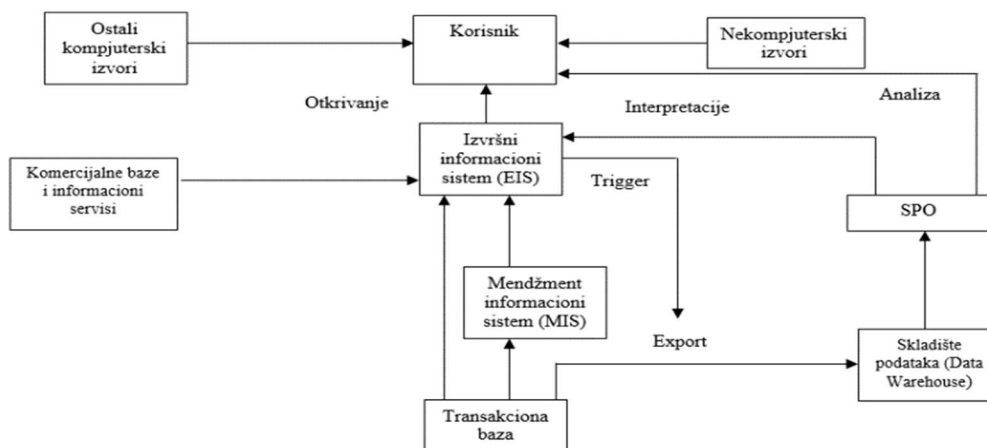 Ostali
kompjuterski
izvori
Korisnik
Nekompjuterski
izvori
Otkrivanje
Interpretacije
Analiza
Komercijalne baze
i informacioni
servisi
Izvršni
informacioni
sistem (EIS)
Trigger
SPO
Mendžment
informacioni
sistem (MIS)
Export
Skladište
podataka (Data
Warehouse)
Transakciona
baza